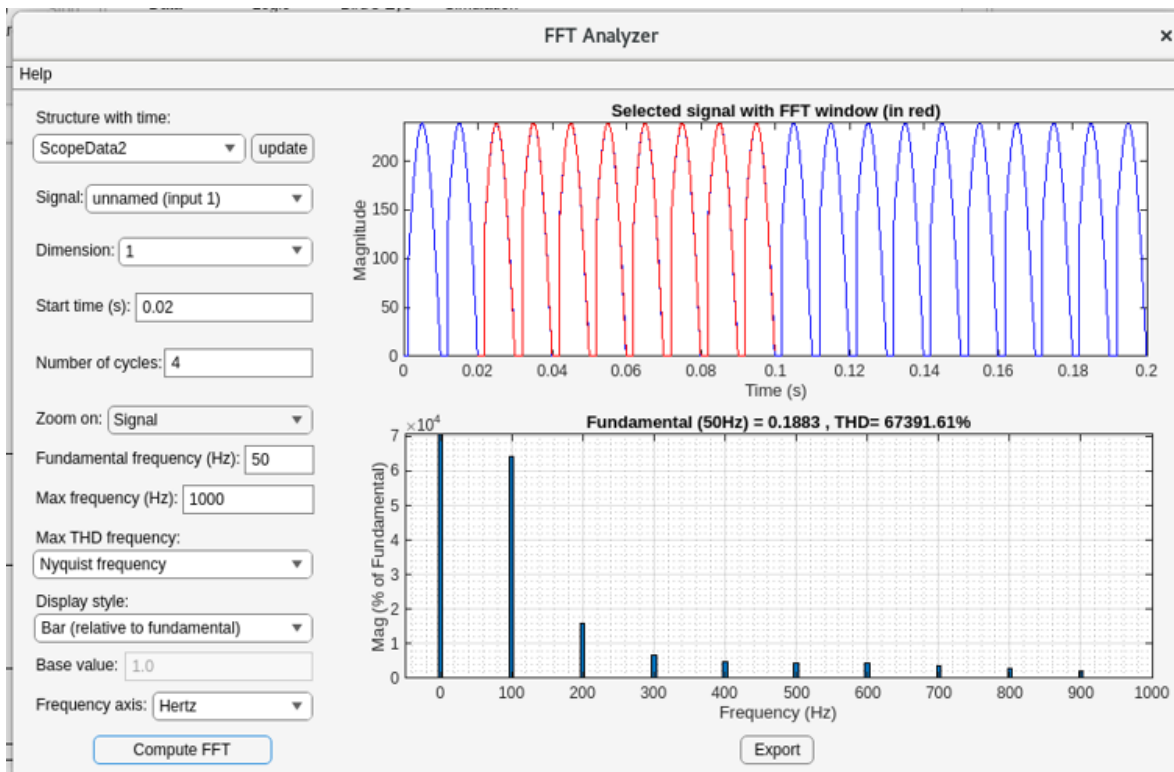 FFT Analyzer
×
Help
Structure with time:
ScopeData2
update
Signal: unnamed (input 1)
Dimension: 1
Start time (s): 0.02
Number of cycles: 4
Zoom on: Signal
Fundamental frequency (Hz): 50
Max frequency (Hz): 1000
Max THD frequency:
Nyquist frequency
Display style:
Bar (relative to fundamental)
Base value: 1.0
Frequency axis: Hertz
Compute FFT
Selected signal with FFT window (in red)
Magnitude
200
150
100
50
0
0 0.02 0.04 0.06 0.08 0.1 0.12 0.14 0.16 0.18 0.2
Time (s)
Fundamental (50Hz) = 0.1883 , THD= 67391.61%
×10^4
Mag (% of Fundamental)
7
6
5
4
3
2
1
0
0 100 200 300 400 500 600 700 800 900 1000
Frequency (Hz)
Export